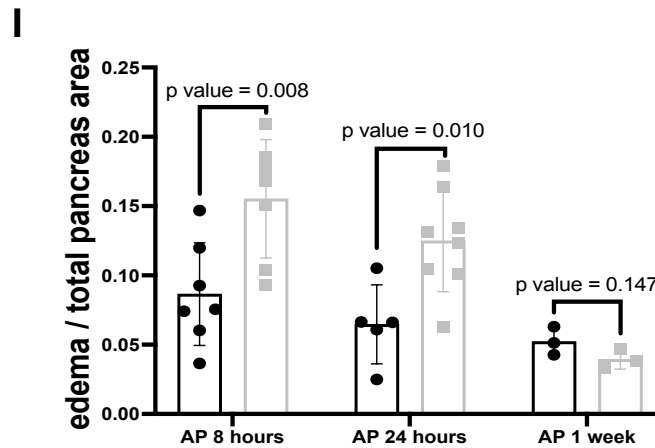 I
edema / total pancreas area
0.25
0.20
0.15
0.10
0.05
0.00
p value = 0.008
p value = 0.010
p value = 0.147
AP 8 hours
AP 24 hours
AP 1 week